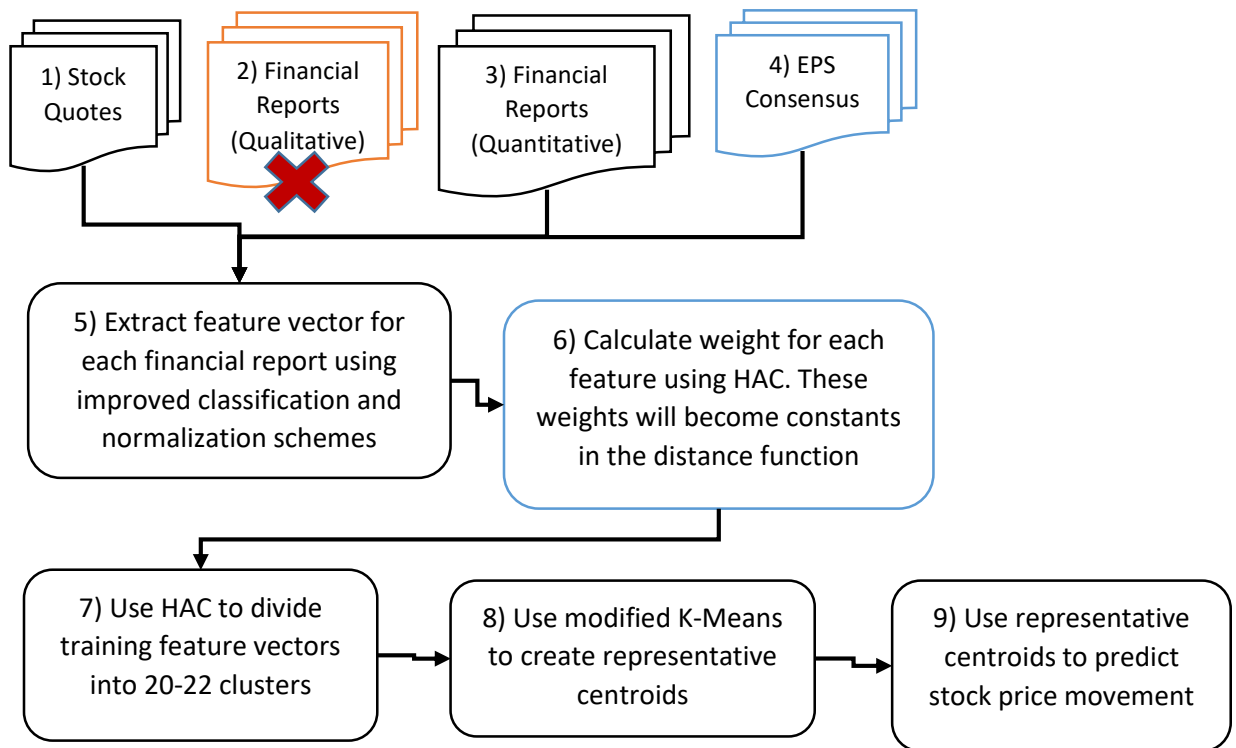 1) Stock
Quotes
2) Financial
Reports
(Qualitative)
3) Financial
Reports
(Quantitative)
4) EPS
Consensus
5) Extract feature vector for
each financial report using
improved classification and
normalization schemes
6) Calculate weight for each
feature using HAC. These
weights will become constants
in the distance function
7) Use HAC to divide
training feature vectors
into 20-22 clusters
8) Use modified K-Means
to create representative
centroids
9) Use representative
centroids to predict
stock price movement